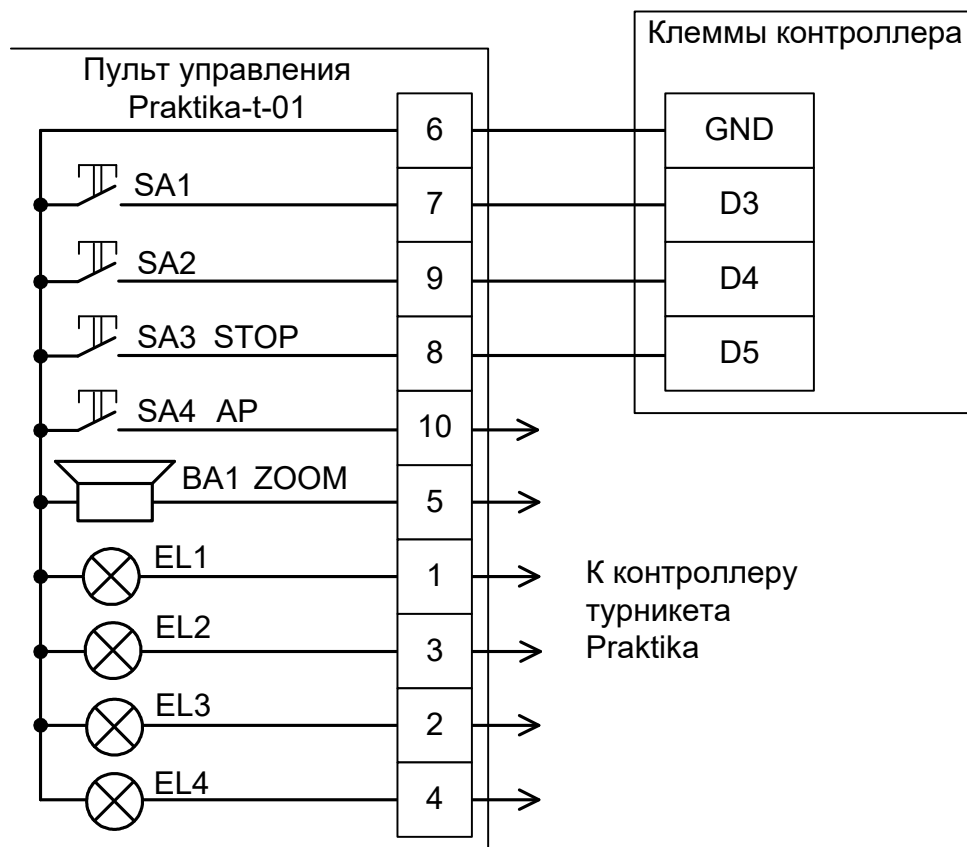 Клеммы контроллера
Пульт управления
Praktika-t-01
6
GND
SA1
7
D3
SA2
9
D4
SA3 STOP
8
D5
SA4 AP
10
BA1 ZOOM
5
EL1
1
К контроллеру
турникета
Praktika
EL2
3
EL3
2
EL4
4